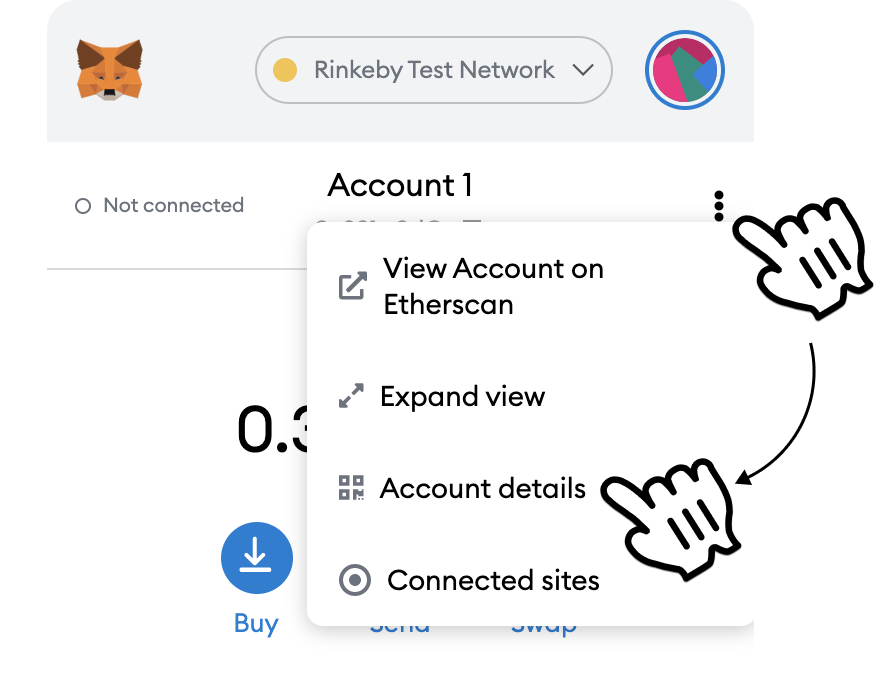 Rinkeby Test Network
Not connected
Account 1
View Account on
Etherscan
Expand view
0.3
Account details
Connected sites
Buy
Send
Swap